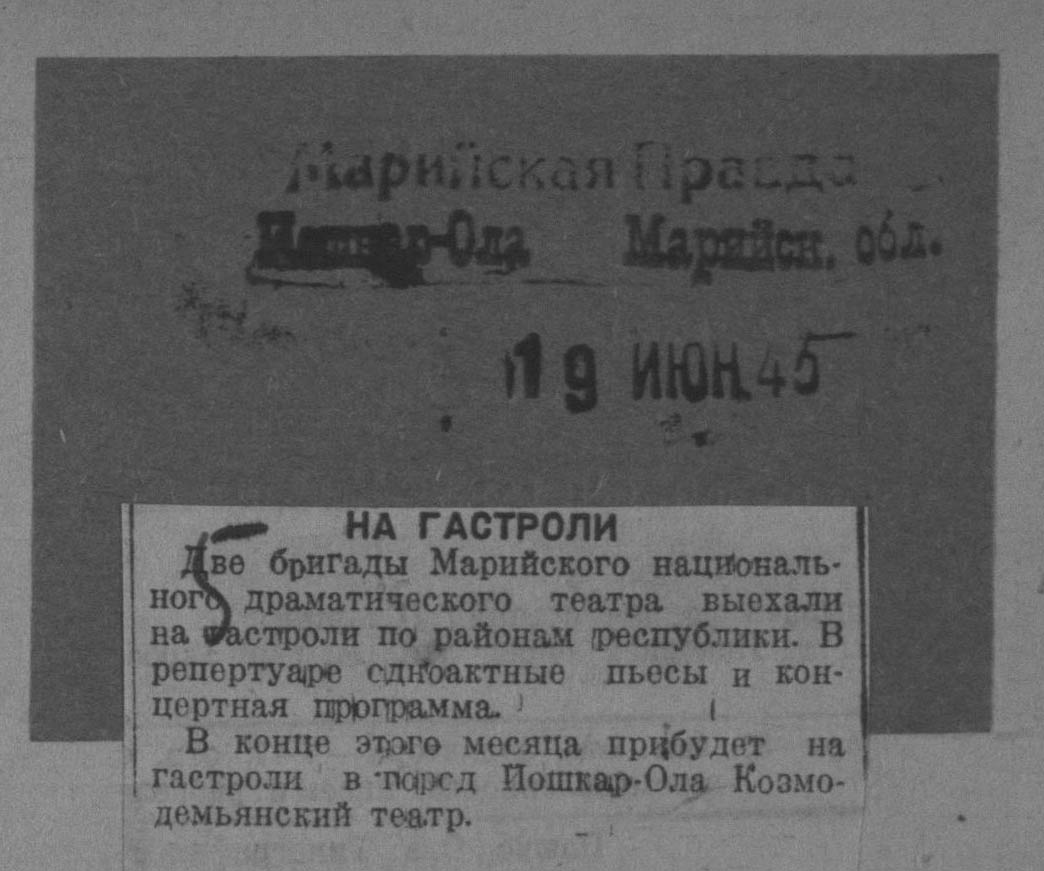 Марийская Правда
Йошкар-Ола Марийск. обл.
19 ИЮН.45
5
НА ГАСТРОЛИ
Две бригады Марийского националь-
ного драматического театра выехали
на гастроли по районам республики. В
репертуаре одноактные пьесы и кон-
цертная программа.
В конце этого месяца прибудет на
гастроли в город Йошкар-Ола Козмо-
демьянский театр.